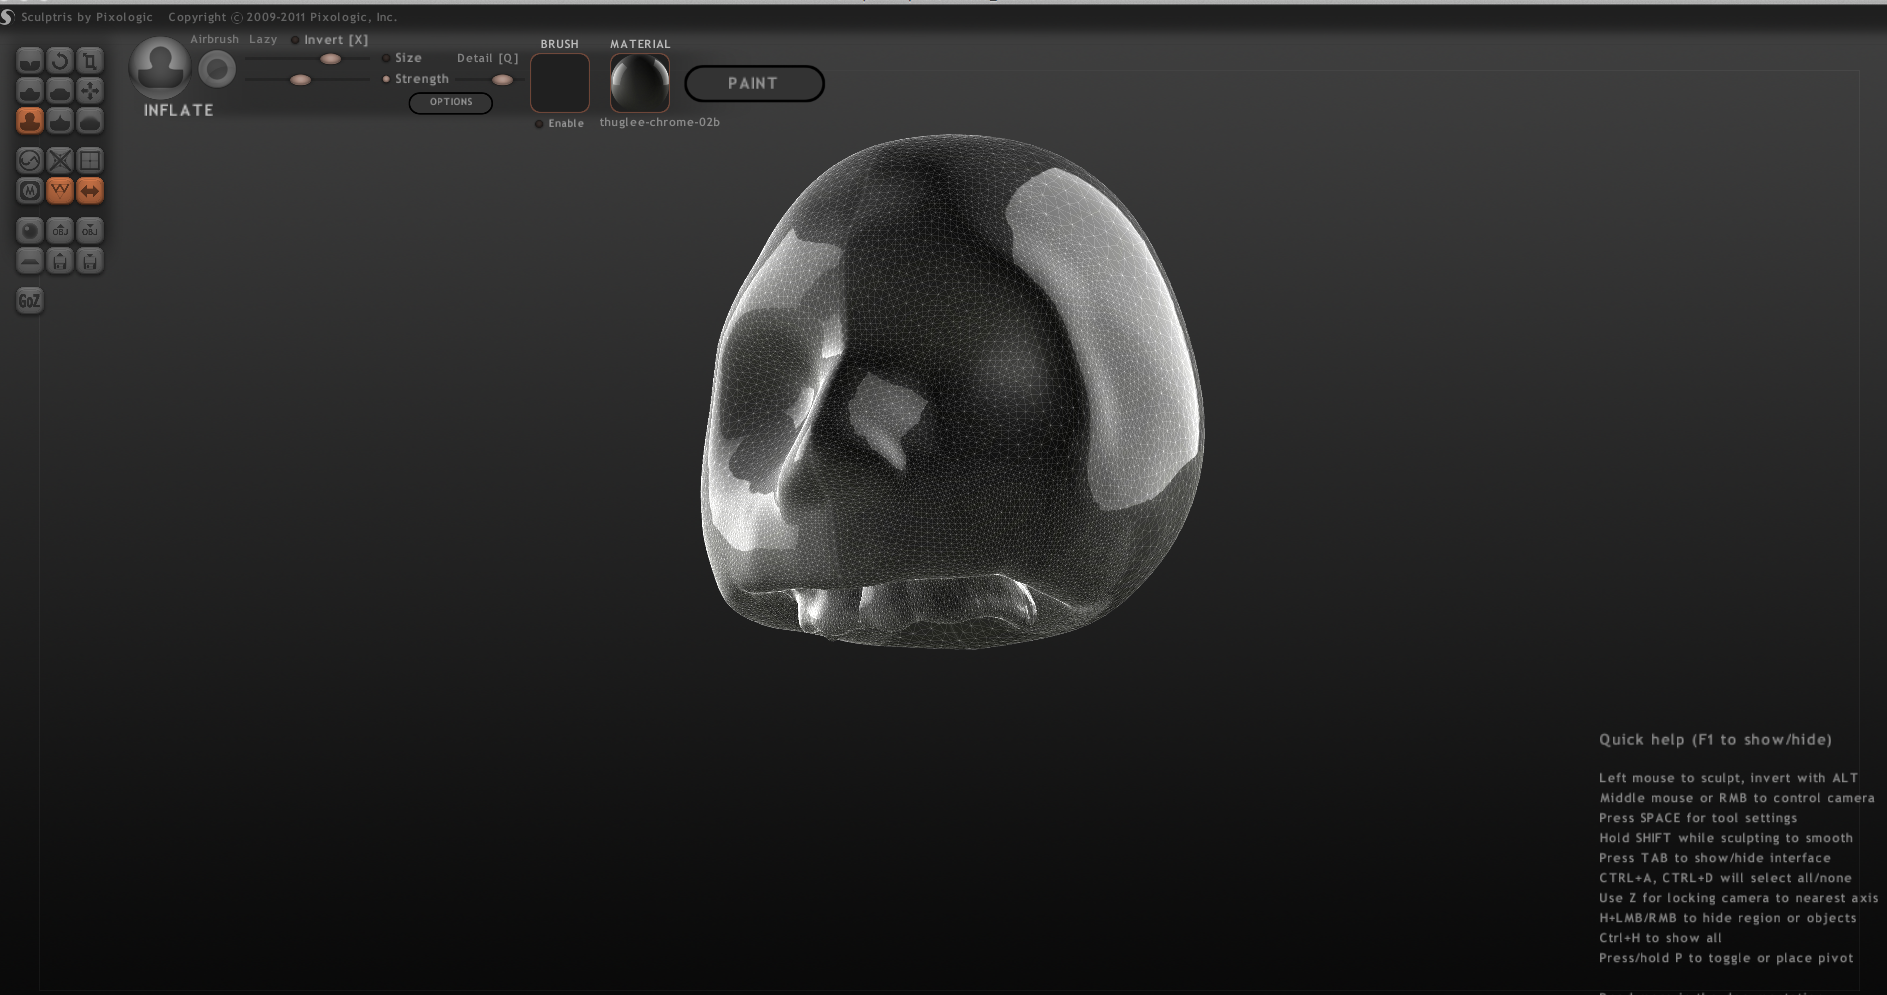 Sculptris by Pixologic Copyright © 2009-2011 Pixologic, Inc.
Airbrush Lazy Invert [X]
BRUSH MATERIAL
Size Detail [Q]
Strength
PAINT
OPTIONS
INFLATE
Enable thuglee-chrome-02b
M
OBJ OBJ
GoZ
Quick help (F1 to show/hide)
Left mouse to sculpt, invert with ALT
Middle mouse or RMB to control camera
Press SPACE for tool settings
Hold SHIFT while sculpting to smooth
Press TAB to show/hide interface
CTRL+A, CTRL+D will select all/none
Use Z for locking camera to nearest axis
H+LMB/RMB to hide region or objects
Ctrl+H to show all
Press/hold P to toggle or place pivot